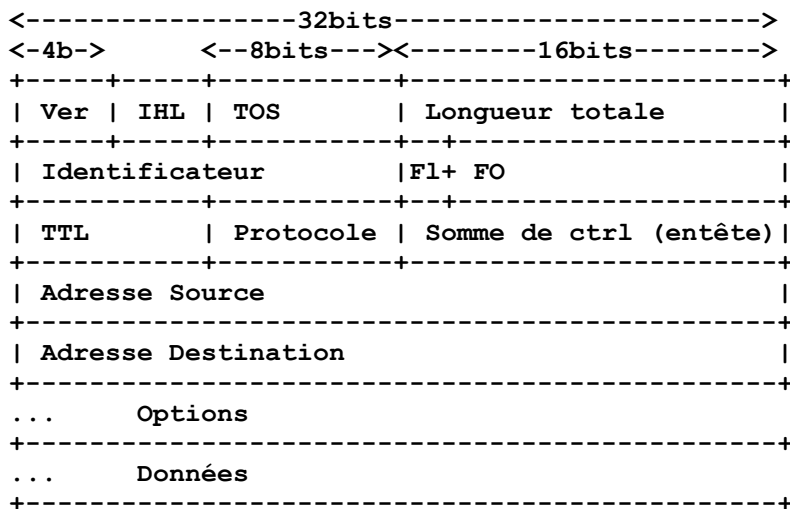 <-----------------32bits----------------------->
<-4b-> <--8bits---><--------16bits-------->
+-----+-----+-----------+-----------------------+
| Ver | IHL | TOS | Longueur totale |
+-----+-----+-----------+--+--------------------+
| Identificateur |Fl+ FO |
+-----------+-----------+--+--------------------+
| TTL | Protocole | Somme de ctrl (entête)|
+-----------+-----------+-----------------------+
| Adresse Source |
+-----------------------------------------------+
| Adresse Destination |
+-----------------------------------------------+
... Options
+-----------------------------------------------+
... Données
+-----------------------------------------------+